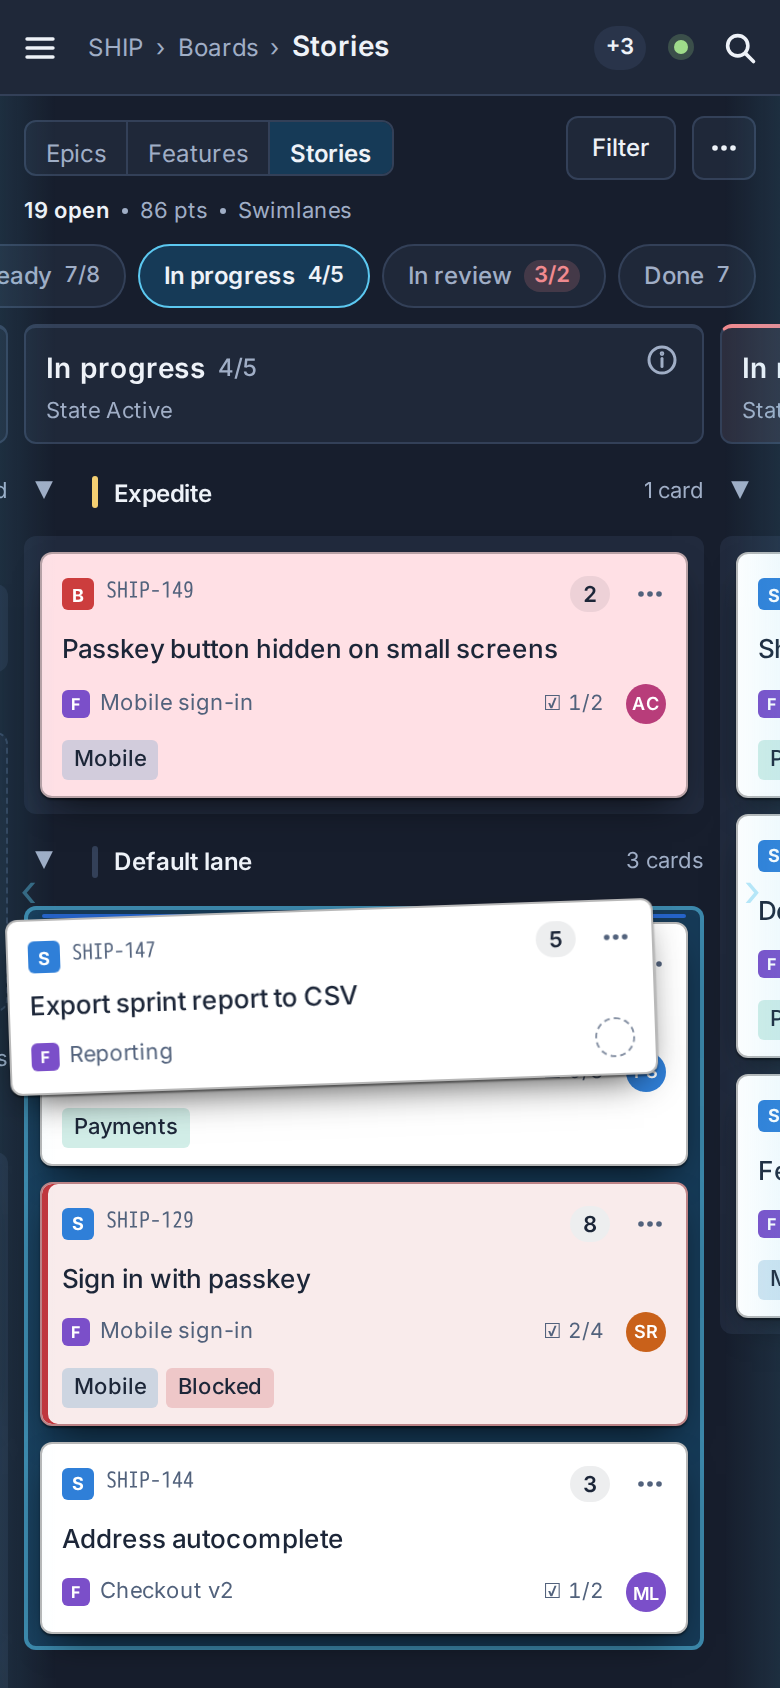 SHIP › Boards › Stories +3
Epics Features Stories Filter
19 open • 86 pts • Swimlanes
eady 7/8 In progress 4/5 In review 3/2 Done 7
In progress 4/5
State Active
Expedite 1 card
B SHIP-149 2
Passkey button hidden on small screens
F Mobile sign-in 1/2 AC
Mobile
Default lane 3 cards
S SHIP-147 5
Export sprint report to CSV
F Reporting
Payments
S SHIP-129 8
Sign in with passkey
F Mobile sign-in 2/4 SR
Mobile Blocked
S SHIP-144 3
Address autocomplete
F Checkout v2 1/2 ML